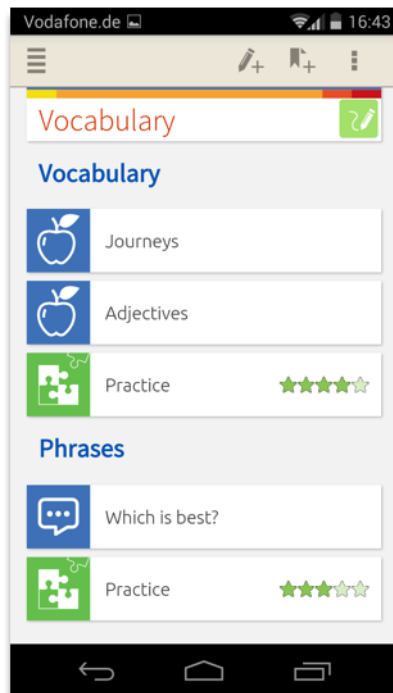 Vodafone.de 16:43
Vocabulary
Vocabulary
Journeys
Adjectives
Practice
Phrases
Which is best?
Practice